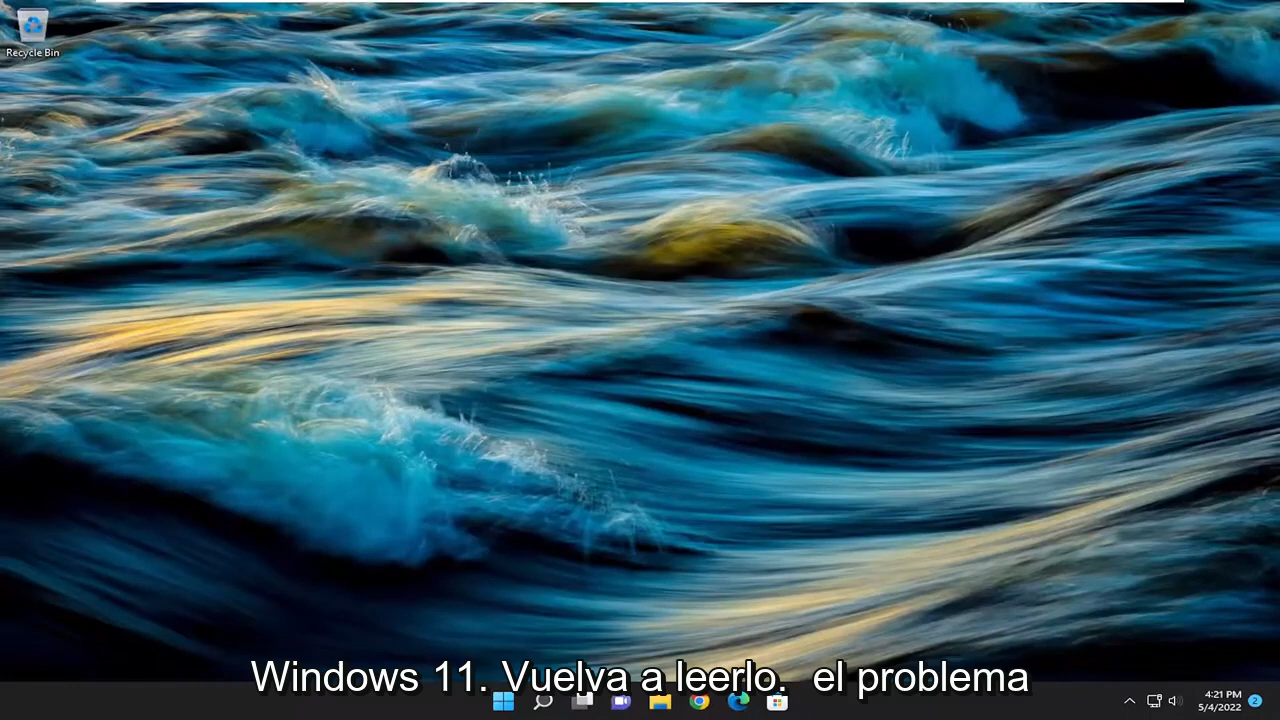 Recycle Bin
Windows 11. Vuelva a leerlo.  el problema
4:21 PM
5/4/2022
2